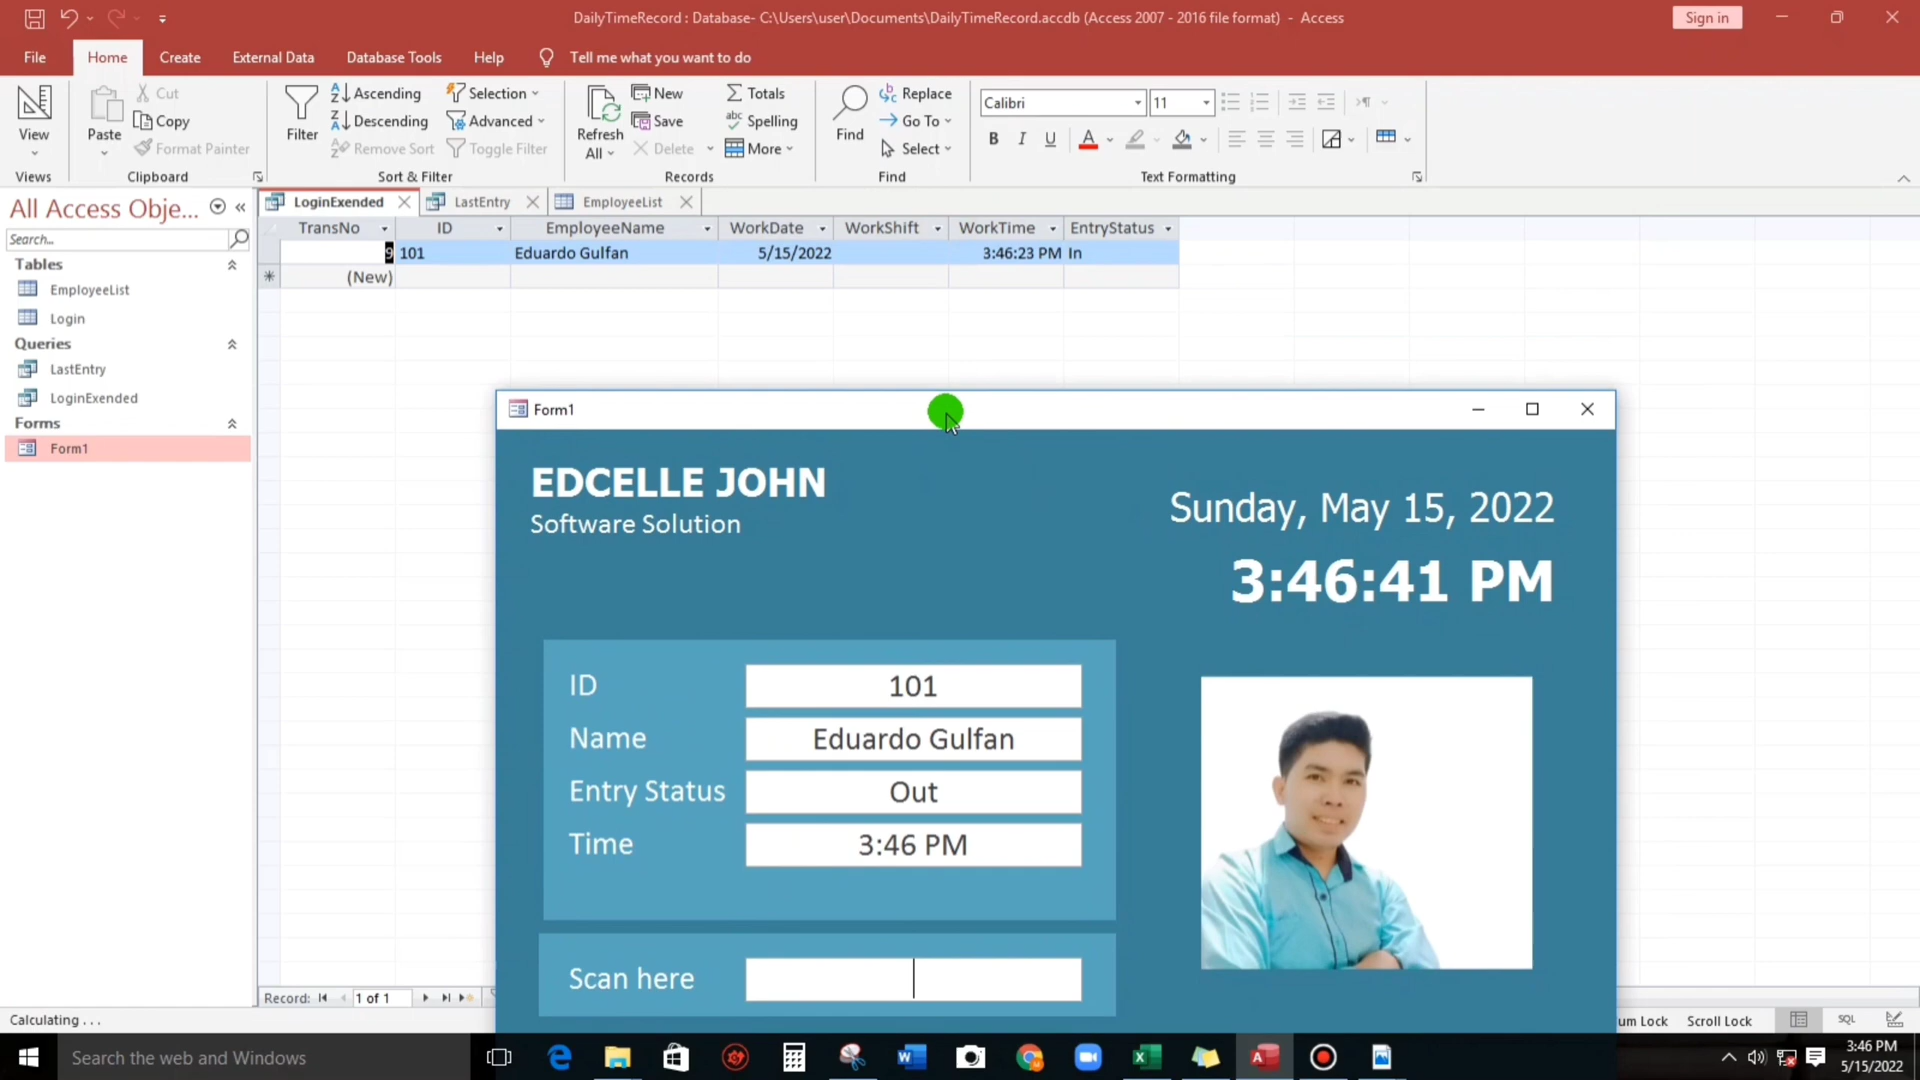 DailyTimeRecord : Database- C:\Users\user\Documents\DailyTimeRecord.accdb (Access 2007 - 2016 file format) - Access
Sign in
File Home Create External Data Database Tools Help Tell me what you want to do
View
Views
Paste
Cut
Copy
Format Painter
Clipboard
Filter
Ascending
Descending
Remove Sort
Selection
Advanced
Toggle Filter
Sort & Filter
Refresh
All
New
Save
Delete
Totals
Spelling
More
Records
Find
Replace
Go To
Select
Find
Calibri 11
B I U A
Text Formatting
All Access Obje...
Search...
Tables
EmployeeList
Login
Queries
LastEntry
LoginExended
Forms
Form1
LoginExended LastEntry EmployeeList
TransNo ID EmployeeName WorkDate WorkShift WorkTime EntryStatus
9 101 Eduardo Gulfan 5/15/2022 3:46:23 PM In
(New)
Form1
EDCELLE JOHN
Software Solution
Sunday, May 15, 2022
3:46:41 PM
ID 101
Name Eduardo Gulfan
Entry Status Out
Time 3:46 PM
Scan here
Record: 1 of 1
Calculating . . .
um Lock Scroll Lock SQL
Search the web and Windows
3:46 PM
5/15/2022